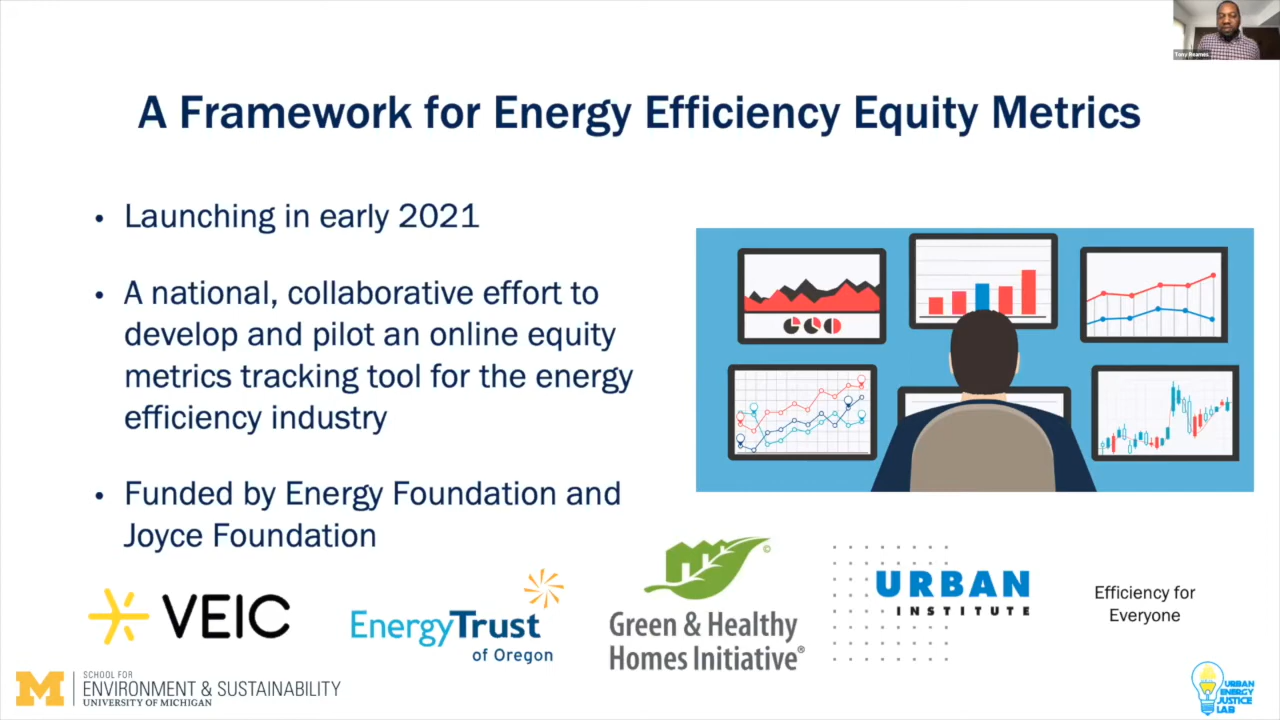 Tony Reames
A Framework for Energy Efficiency Equity Metrics
• Launching in early 2021
• A national, collaborative effort to
develop and pilot an online equity
metrics tracking tool for the energy
efficiency industry
• Funded by Energy Foundation and
Joyce Foundation
VEIC
EnergyTrust
of Oregon
©
Green & Healthy
Homes Initiative®
URBAN
INSTITUTE
Efficiency for
Everyone
M
SCHOOL FOR
ENVIRONMENT & SUSTAINABILITY
UNIVERSITY OF MICHIGAN
URBAN
ENERGY
JUSTICE
LAB